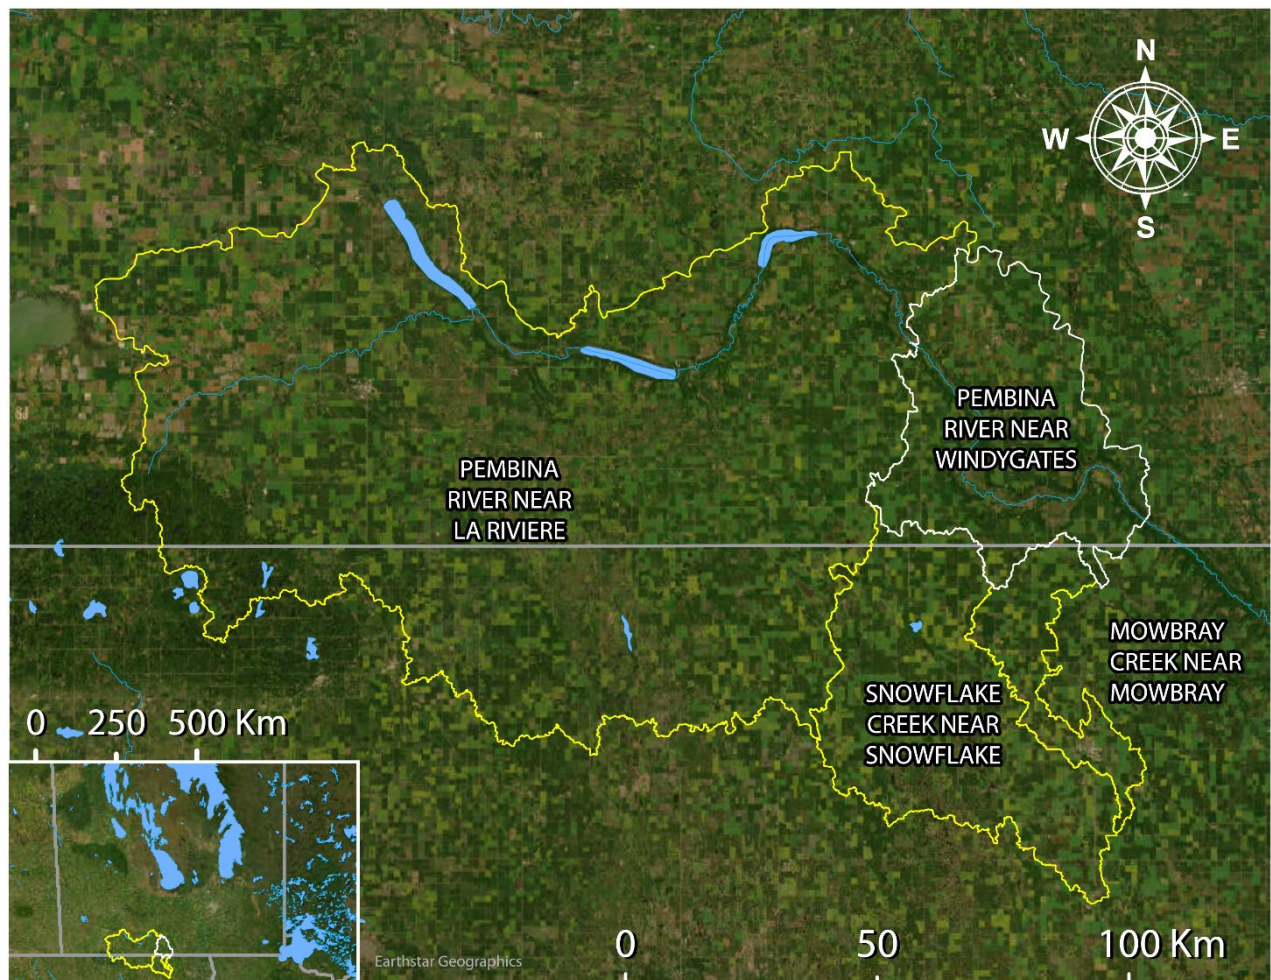 N
W E
S
PEMBINA
RIVER NEAR
WINDYGATES
PEMBINA
RIVER NEAR
LA RIVIERE
MOWBRAY
CREEK NEAR
MOWBRAY
SNOWFLAKE
CREEK NEAR
SNOWFLAKE
0 250 500 Km
0 50 100 Km
Earthstar Geographics